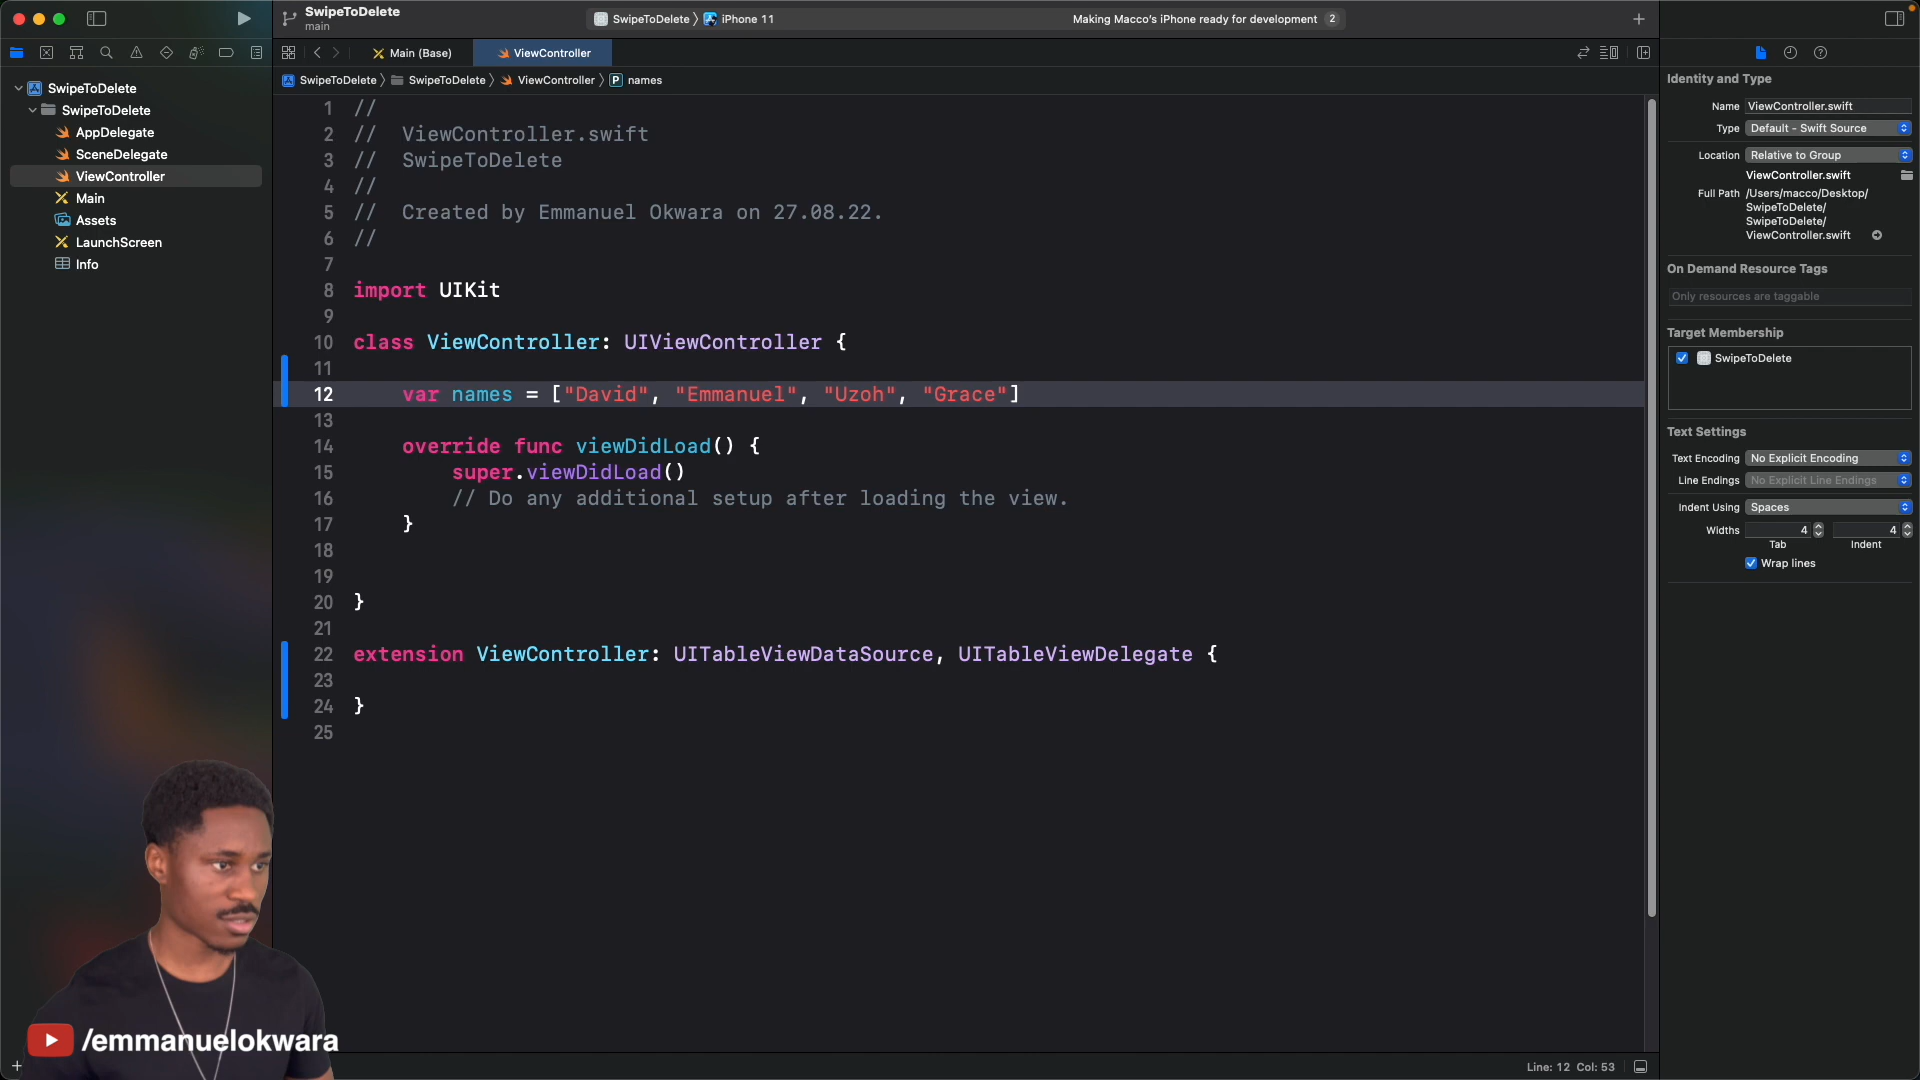 SwipeToDelete
main
SwipeToDelete
iPhone 11
Making Macco's iPhone ready for development
2
Main (Base)
ViewController
SwipeToDelete
SwipeToDelete
ViewController
P
names
SwipeToDelete
SwipeToDelete
AppDelegate
SceneDelegate
ViewController
Main
Assets
LaunchScreen
Info
1 //
2 // ViewController.swift
3 // SwipeToDelete
4 //
5 // Created by Emmanuel Okwara on 27.08.22.
6 //
7
8 import UIKit
9
10 class ViewController: UIViewController {
11
12 var names = ["David", "Emmanuel", "Uzoh", "Grace"]
13
14 override func viewDidLoad() {
15 super.viewDidLoad()
16 // Do any additional setup after loading the view.
17 }
18
19
20 }
21
22 extension ViewController: UITableViewDataSource, UITableViewDelegate {
23
24 }
25
Identity and Type
Name ViewController.swift
Type Default - Swift Source
Location Relative to Group
ViewController.swift
Full Path /Users/macco/Desktop/
SwipeToDelete/
SwipeToDelete/
ViewController.swift
On Demand Resource Tags
Only resources are taggable
Target Membership
SwipeToDelete
Text Settings
Text Encoding No Explicit Encoding
Line Endings No Explicit Line Endings
Indent Using Spaces
Widths 4 4
Tab Indent
Wrap lines
/emmanuelokwara
Line: 12 Col: 53